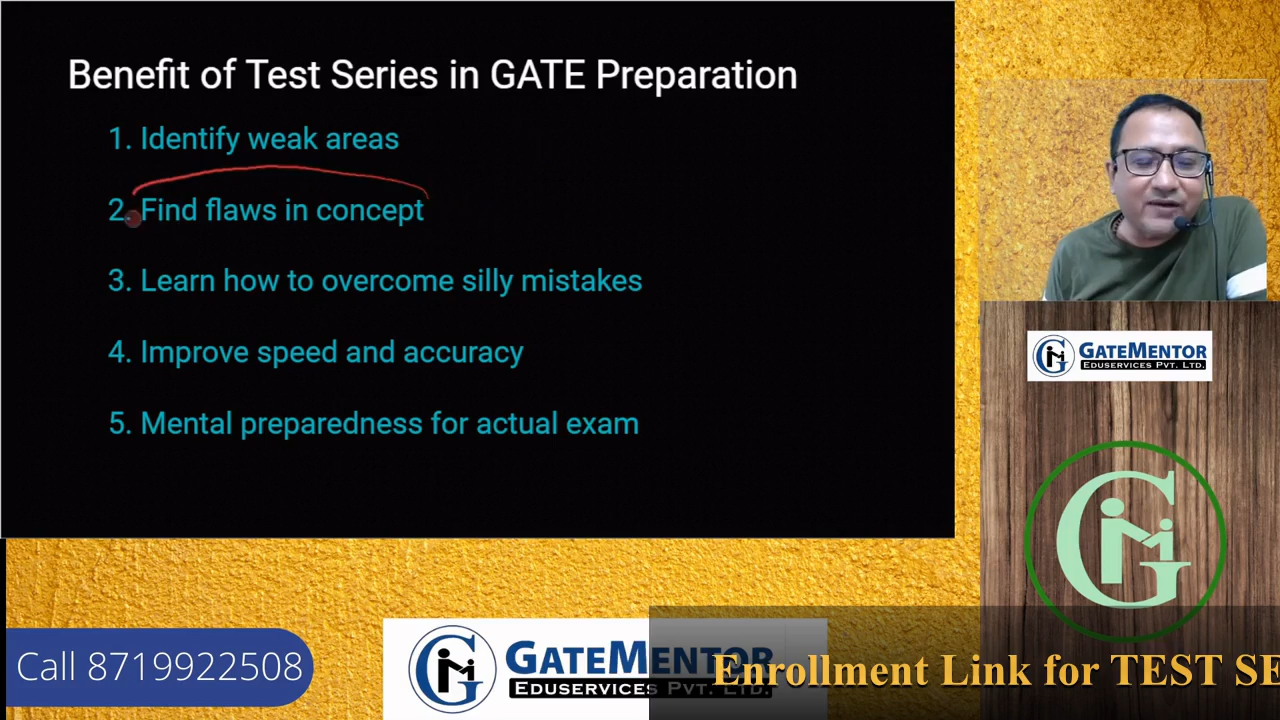 Benefit of Test Series in GATE Preparation
1. Identify weak areas
2. Find flaws in concept
3. Learn how to overcome silly mistakes
4. Improve speed and accuracy
5. Mental preparedness for actual exam
GATEMENTOR
EDUSERVICES PVT. LTD.
Call 8719922508
GATEMENTOR
EDUSERVICES PVT. LTD.
Enrollment Link for TEST SE